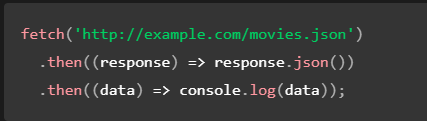 fetch('http://example.com/movies.json')
  .then((response) => response.json())
  .then((data) => console.log(data));